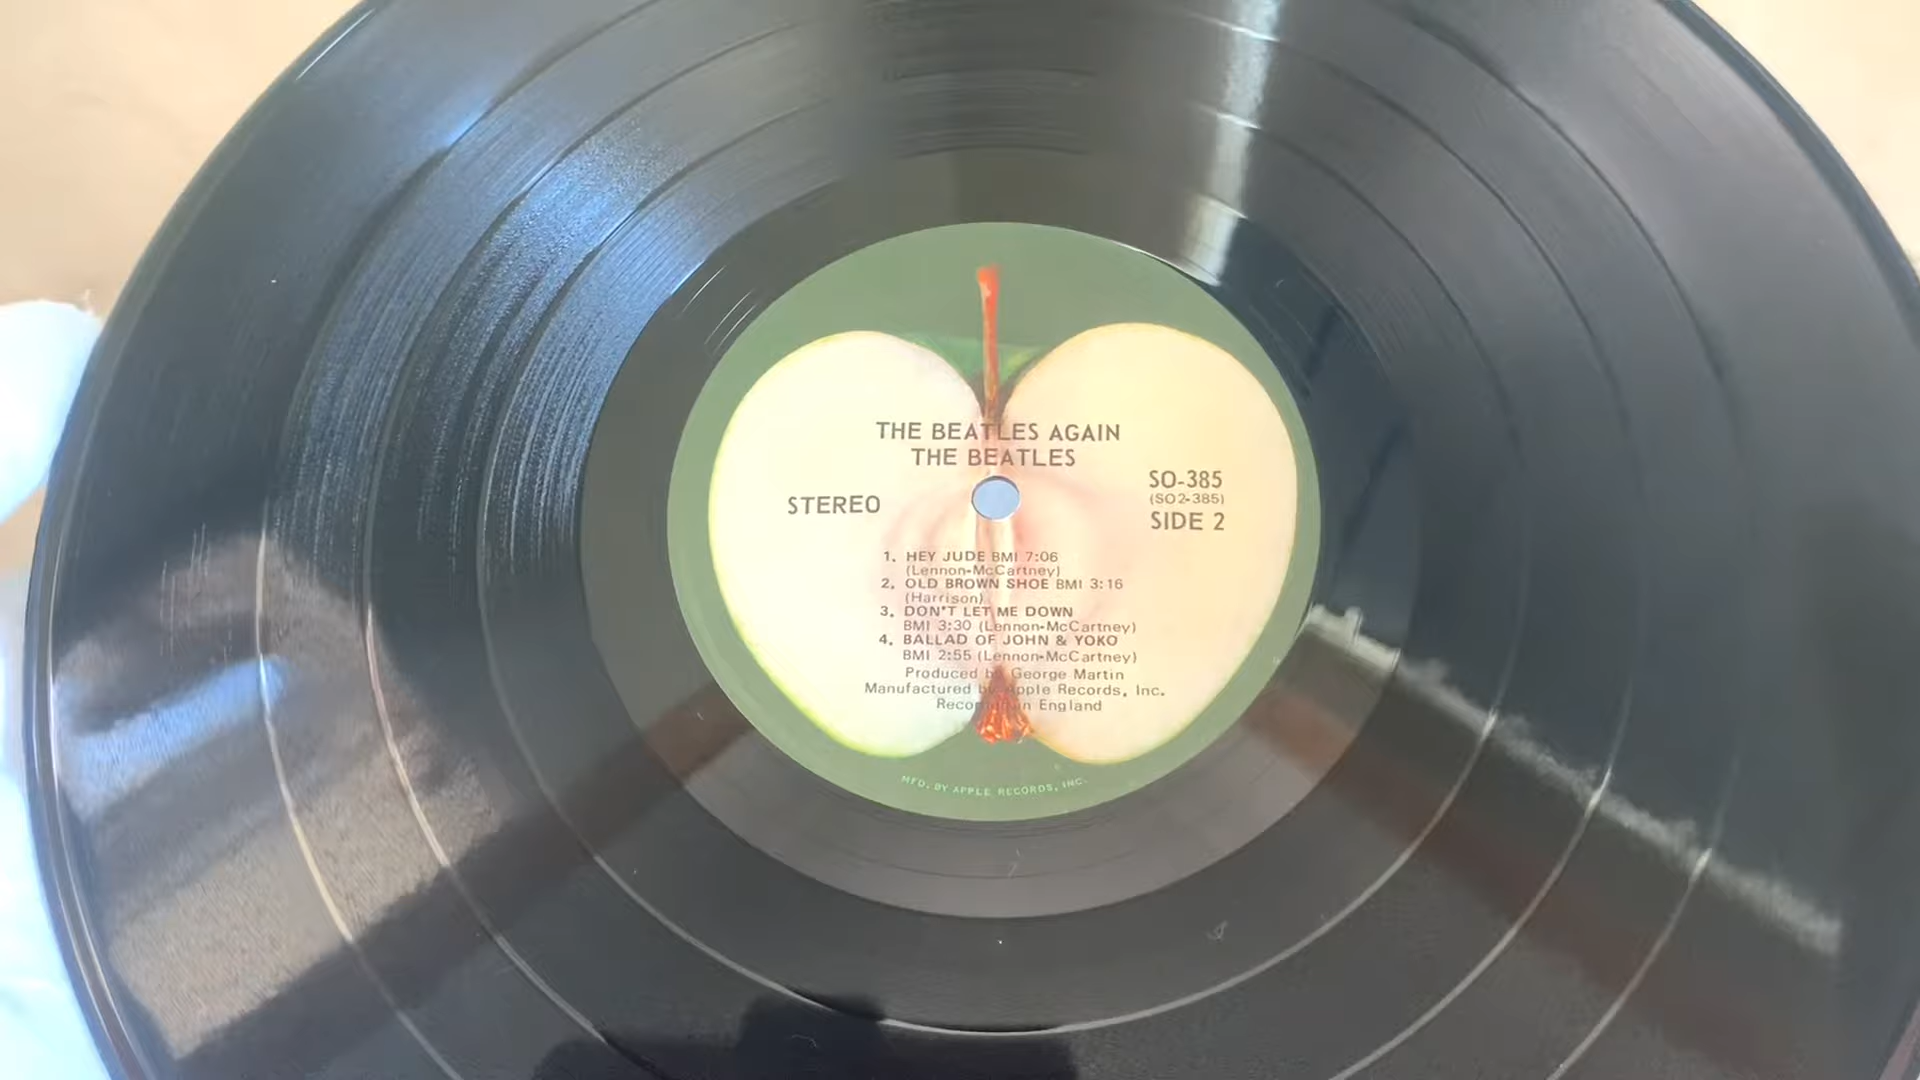 THE BEATLES AGAIN
THE BEATLES
STEREO
SO-385
(SO2-385)
SIDE 2
1. HEY JUDE BMI 7:06
(Lennon-McCartney)
2. OLD BROWN SHOE BMI 3:16
(Harrison)
3. DON'T LET ME DOWN
BMI 3:30 (Lennon-McCartney)
4. BALLAD OF JOHN & YOKO
BMI 2:55 (Lennon-McCartney)
Produced by George Martin
Manufactured by Apple Records, Inc.
Recorded in England
MFD. BY APPLE RECORDS, INC.